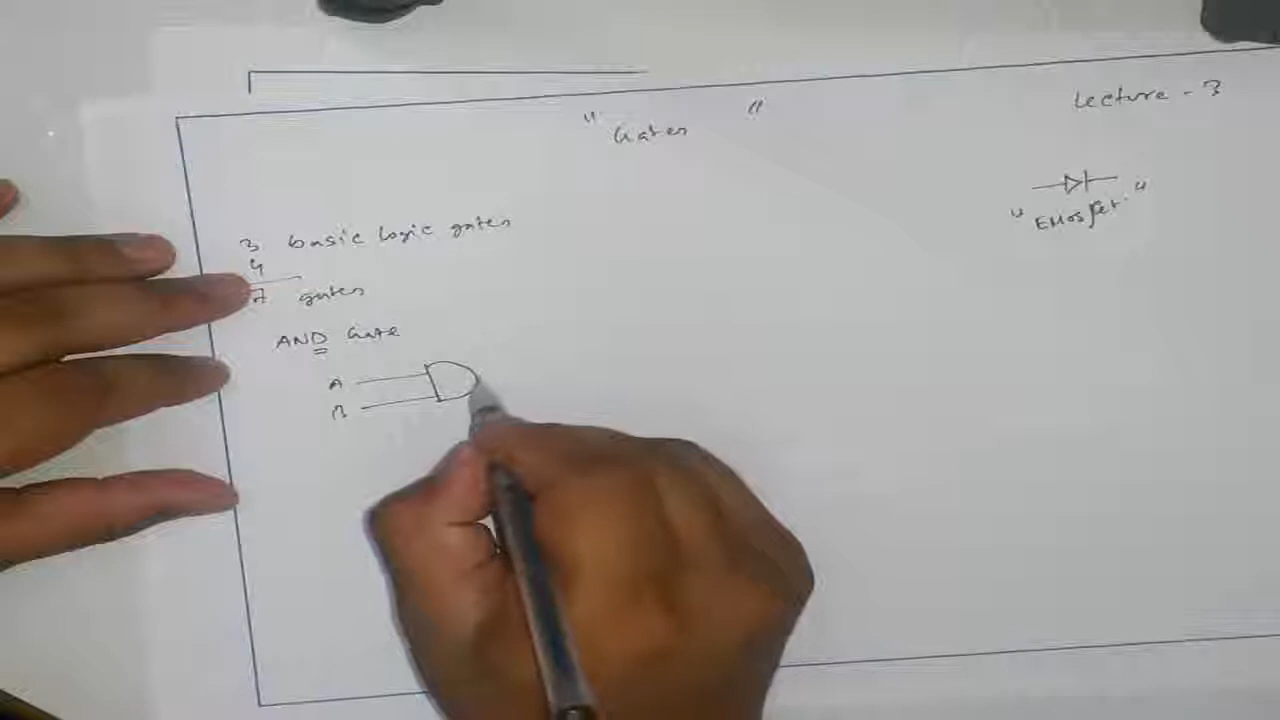 Lecture - 3
" Gates "
"EMosfet"
3 basic Logic gates
4
7 gates
AND Gate
A
B